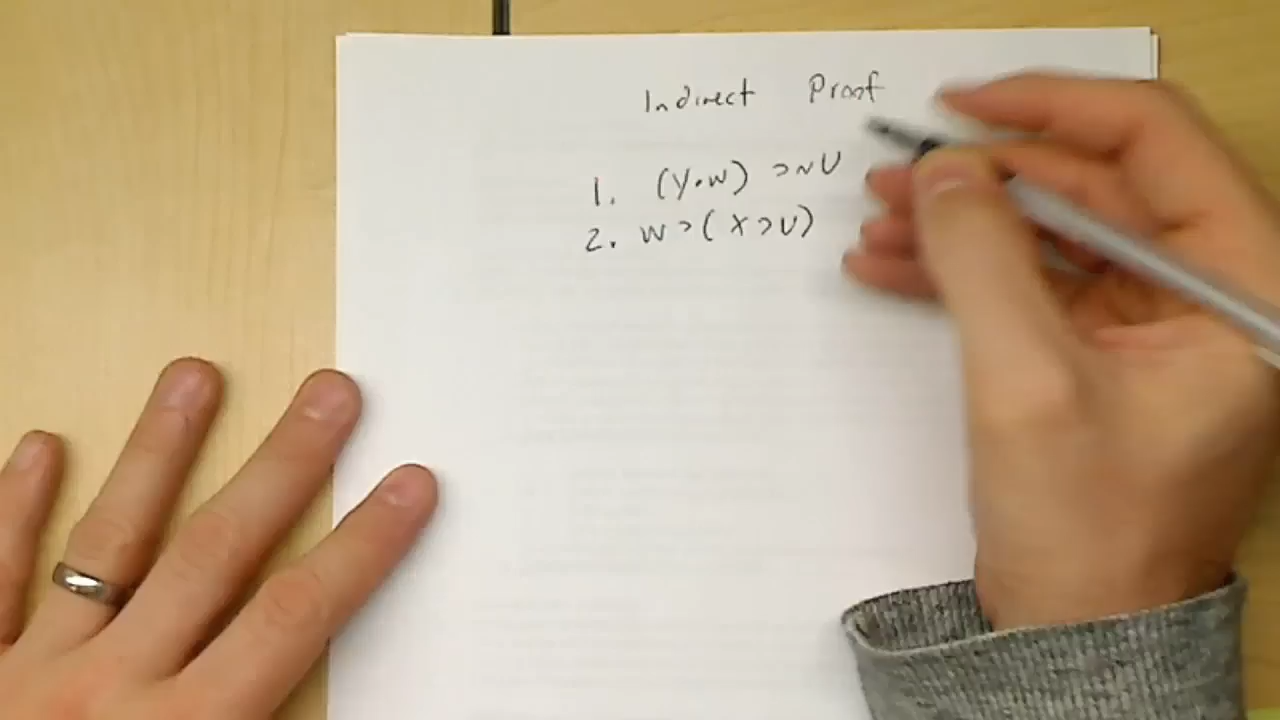 Indirect Proof
1. (Y•W) ⊃~U
2. W⊃(X⊃U)